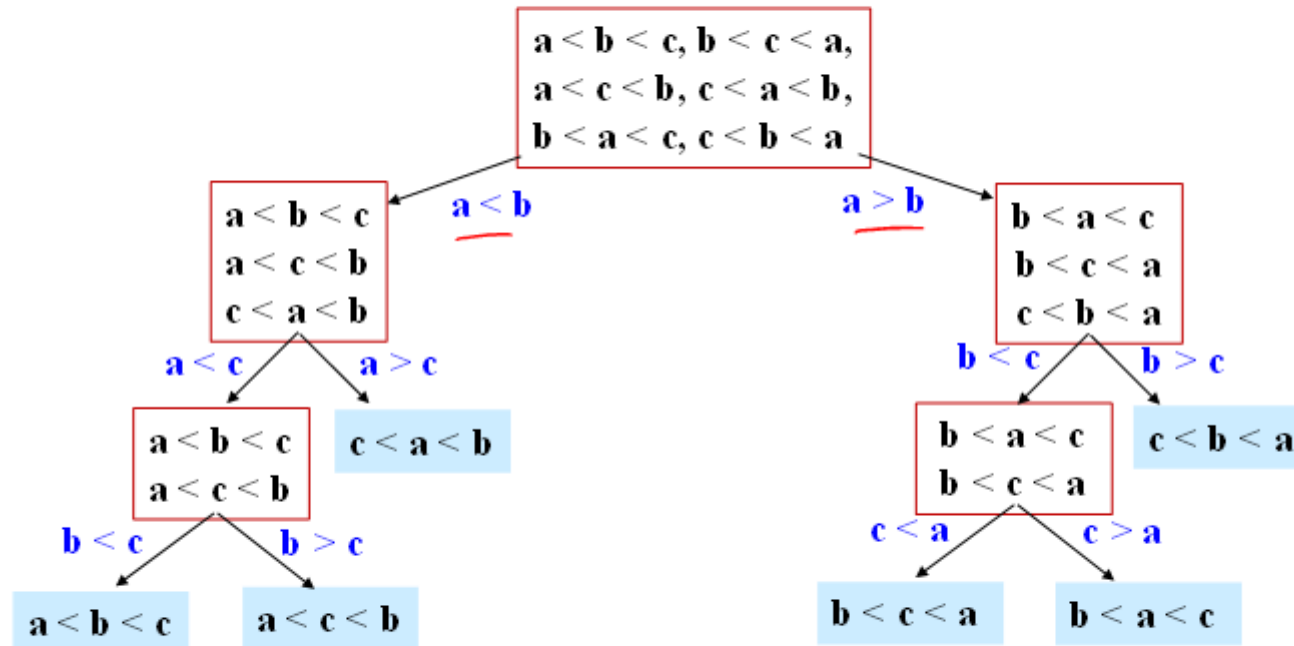 a < b < c, b < c < a,
a < c < b, c < a < b,
b < a < c, c < b < a
a < b
a > b
a < b < c
a < c < b
c < a < b
b < a < c
b < c < a
c < b < a
a < c
a > c
b < c
b > c
a < b < c
a < c < b
c < a < b
b < a < c
b < c < a
c < b < a
b < c
b > c
c < a
c > a
a < b < c
a < c < b
b < c < a
b < a < c